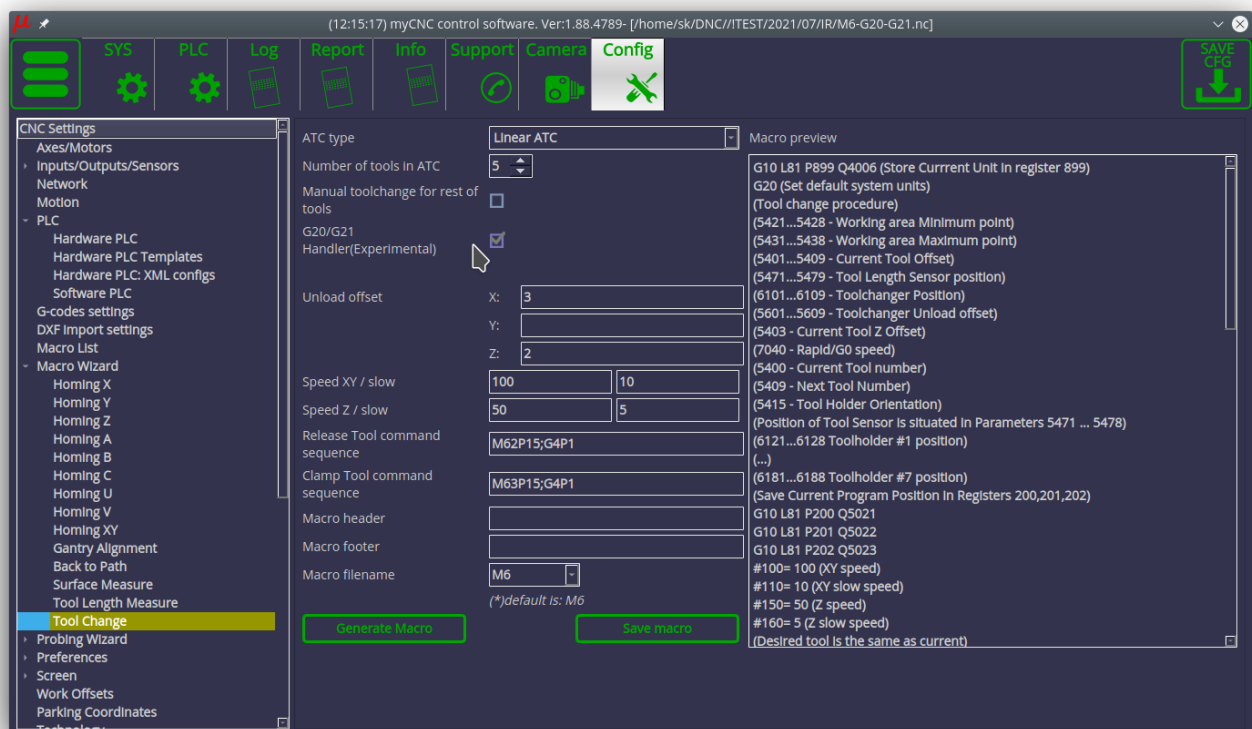 µ
(12:15:17) myCNC control software. Ver:1.88.4789- [/home/sk/DNC//ITEST/2021/07/IR/M6-G20-G21.nc]
SYS
PLC
Log
Report
Info
Support
Camera
Config
SAVE
CFG
CNC Settings
Axes/Motors
Inputs/Outputs/Sensors
Network
Motion
PLC
Hardware PLC
Hardware PLC Templates
Hardware PLC: XML configs
Software PLC
G-codes settings
DXF import settings
Macro List
Macro Wizard
Homing X
Homing Y
Homing Z
Homing A
Homing B
Homing C
Homing U
Homing V
Homing XY
Gantry Alignment
Back to Path
Surface Measure
Tool Length Measure
Tool Change
Probing Wizard
Preferences
Screen
Work Offsets
Parking Coordinates
Technology
ATC type
Linear ATC
Number of tools in ATC
5
Manual toolchange for rest of
tools
G20/G21
Handler(Experimental)
Unload offset
X:
3
Y:
Z:
2
Speed XY / slow
100
10
Speed Z / slow
50
5
Release Tool command
sequence
M62P15;G4P1
Clamp Tool command
sequence
M63P15;G4P1
Macro header
Macro footer
Macro filename
M6
(*)default is: M6
Generate Macro
Save macro
Macro preview
G10 L81 P899 Q4006 (Store Currrent Unit in register 899)
G20 (Set default system units)
(Tool change procedure)
(5421...5428 - Working area Minimum point)
(5431...5438 - Working area Maximum point)
(5401...5409 - Current Tool Offset)
(5471...5479 - Tool Length Sensor position)
(6101...6109 - Toolchanger Position)
(5601...5609 - Toolchanger Unload offset)
(5403 - Current Tool Z Offset)
(7040 - Rapid/G0 speed)
(5400 - Current Tool number)
(5409 - Next Tool Number)
(5415 - Tool Holder Orientation)
(Position of Tool Sensor is situated in Parameters 5471 ... 5478)
(6121...6128 Toolholder #1 position)
(...)
(6181...6188 Toolholder #7 position)
(Save Current Program Position in Registers 200,201,202)
G10 L81 P200 Q5021
G10 L81 P201 Q5022
G10 L81 P202 Q5023
#100= 100 (XY speed)
#110= 10 (XY slow speed)
#150= 50 (Z speed)
#160= 5 (Z slow speed)
(Desired tool is the same as current)